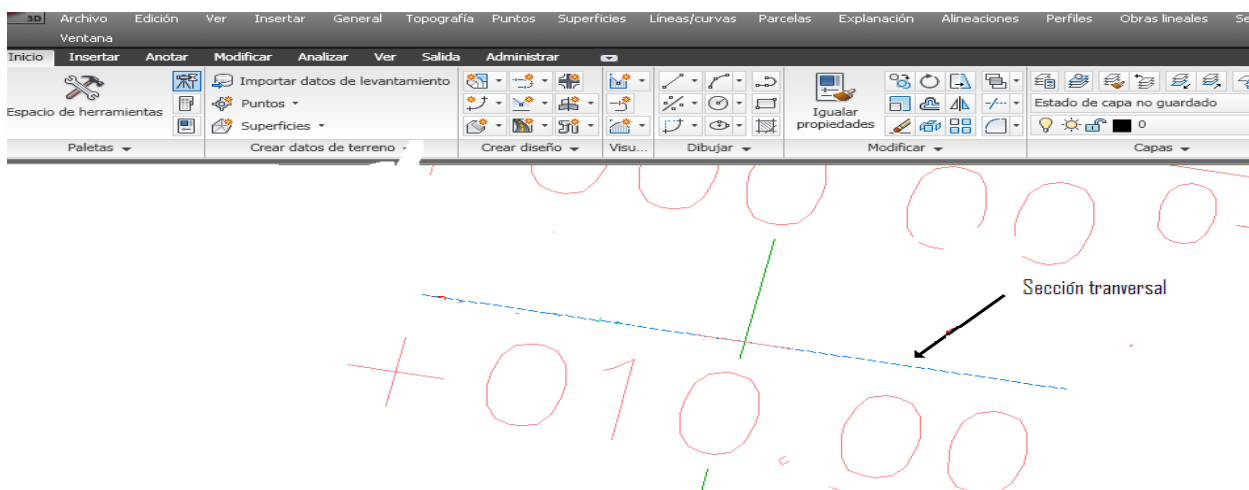 3D Archivo Edición Ver Insertar General Topografía Puntos Superficies Líneas/curvas Parcelas Explanación Alineaciones Perfiles Obras lineales Se
Ventana
Inicio Insertar Anotar Modificar Analizar Ver Salida Administrar
Importar datos de levantamiento
Espacio de herramientas
Puntos
Superficies
Igualar
propiedades
Estado de capa no guardado
0
Paletas Crear datos de terreno Crear diseño Visu... Dibujar Modificar Capas
Sección tranversal
+010.00